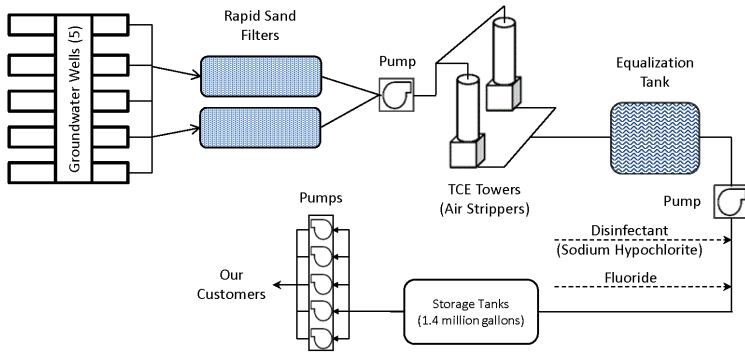 Groundwater Wells (5)
Rapid Sand
Filters
Pump
TCE Towers
(Air Strippers)
Equalization
Tank
Pump
Disinfectant
(Sodium Hypochlorite)
Fluoride
Storage Tanks
(1.4 million gallons)
Pumps
Our
Customers